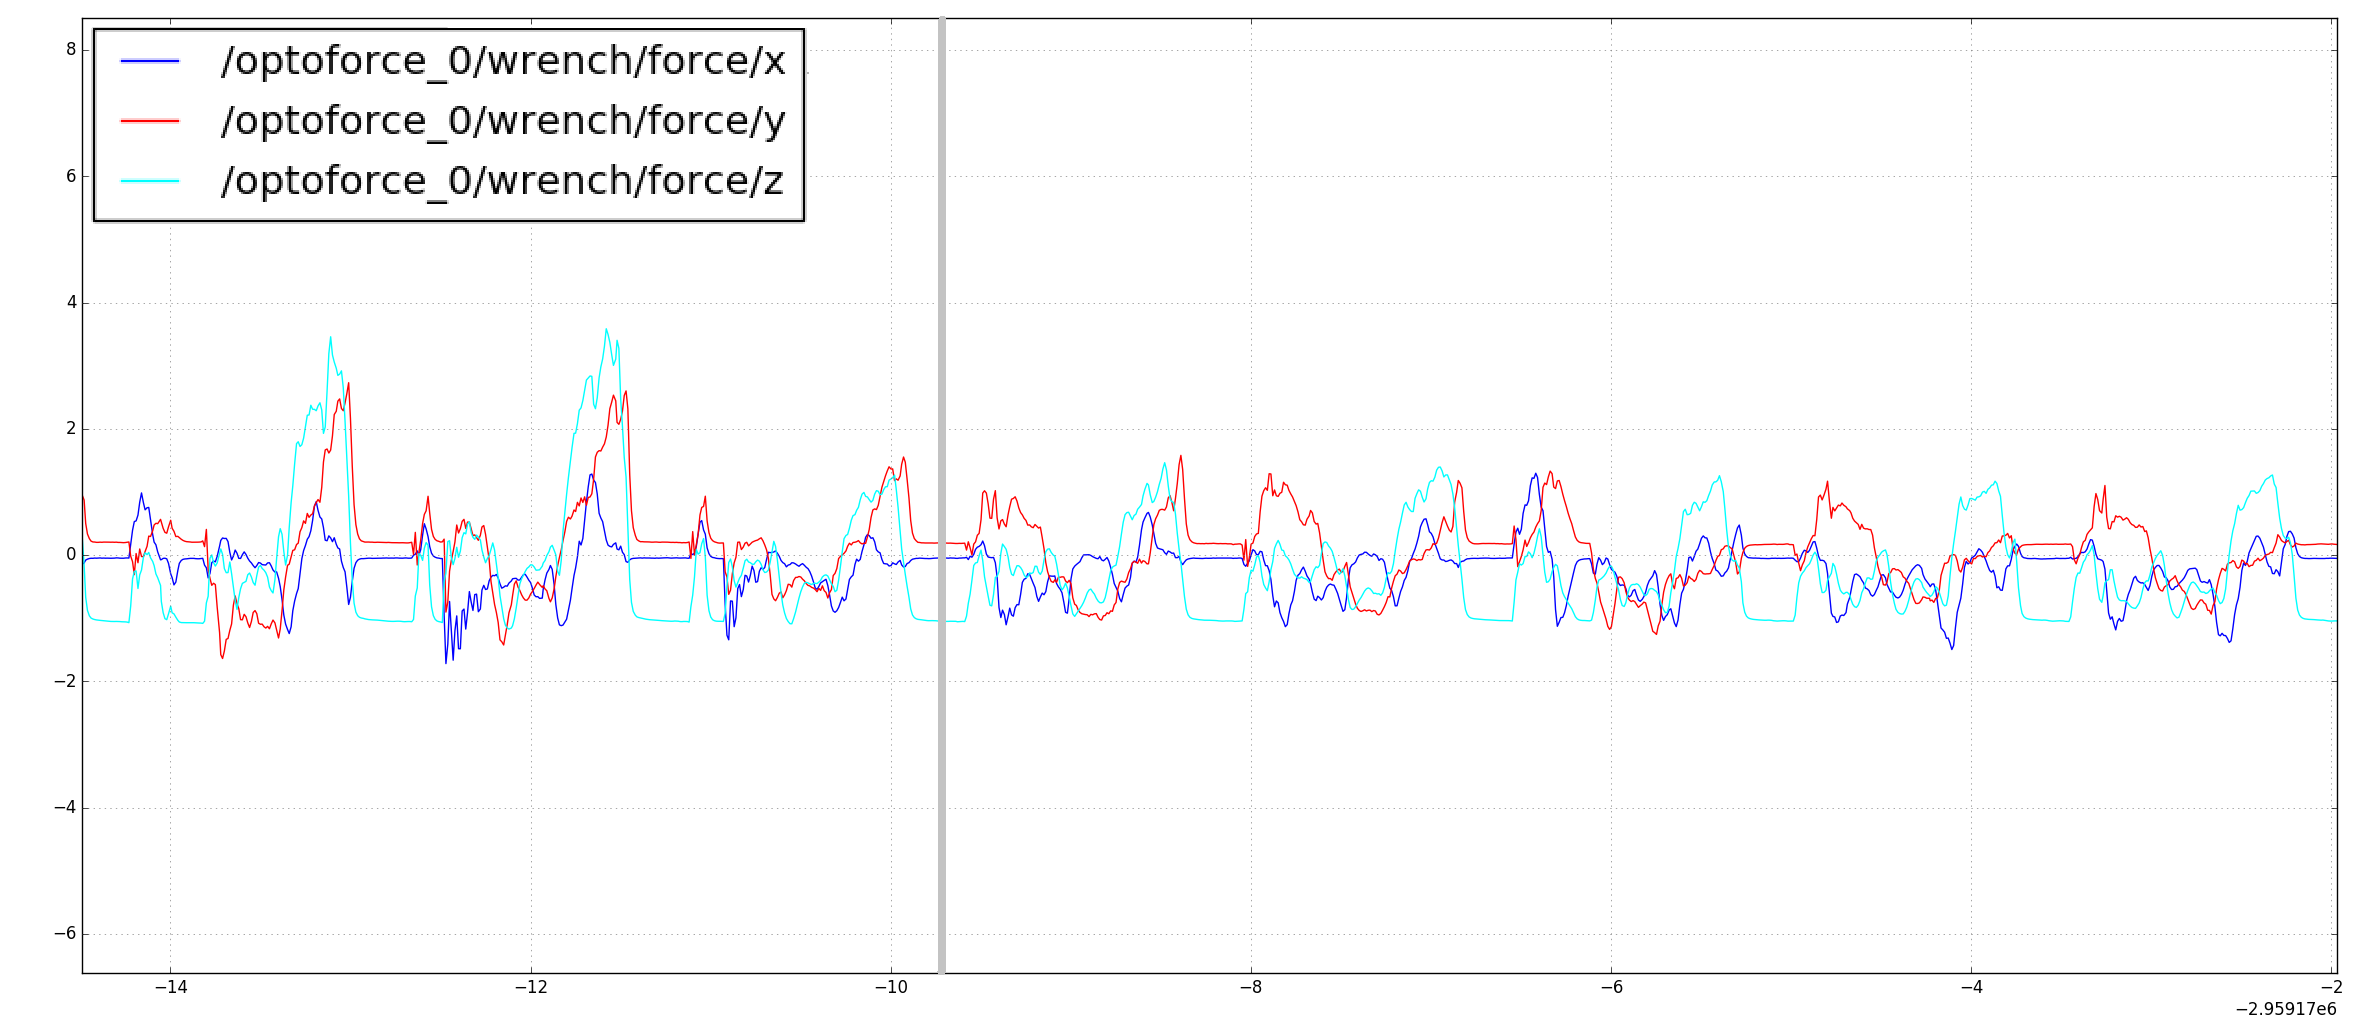 /optoforce_0/wrench/force/x
/optoforce_0/wrench/force/y
/optoforce_0/wrench/force/z
8
6
4
2
0
−2
−4
−6
−14 −12 −10 −8 −6 −4 −2
−2.95917e6